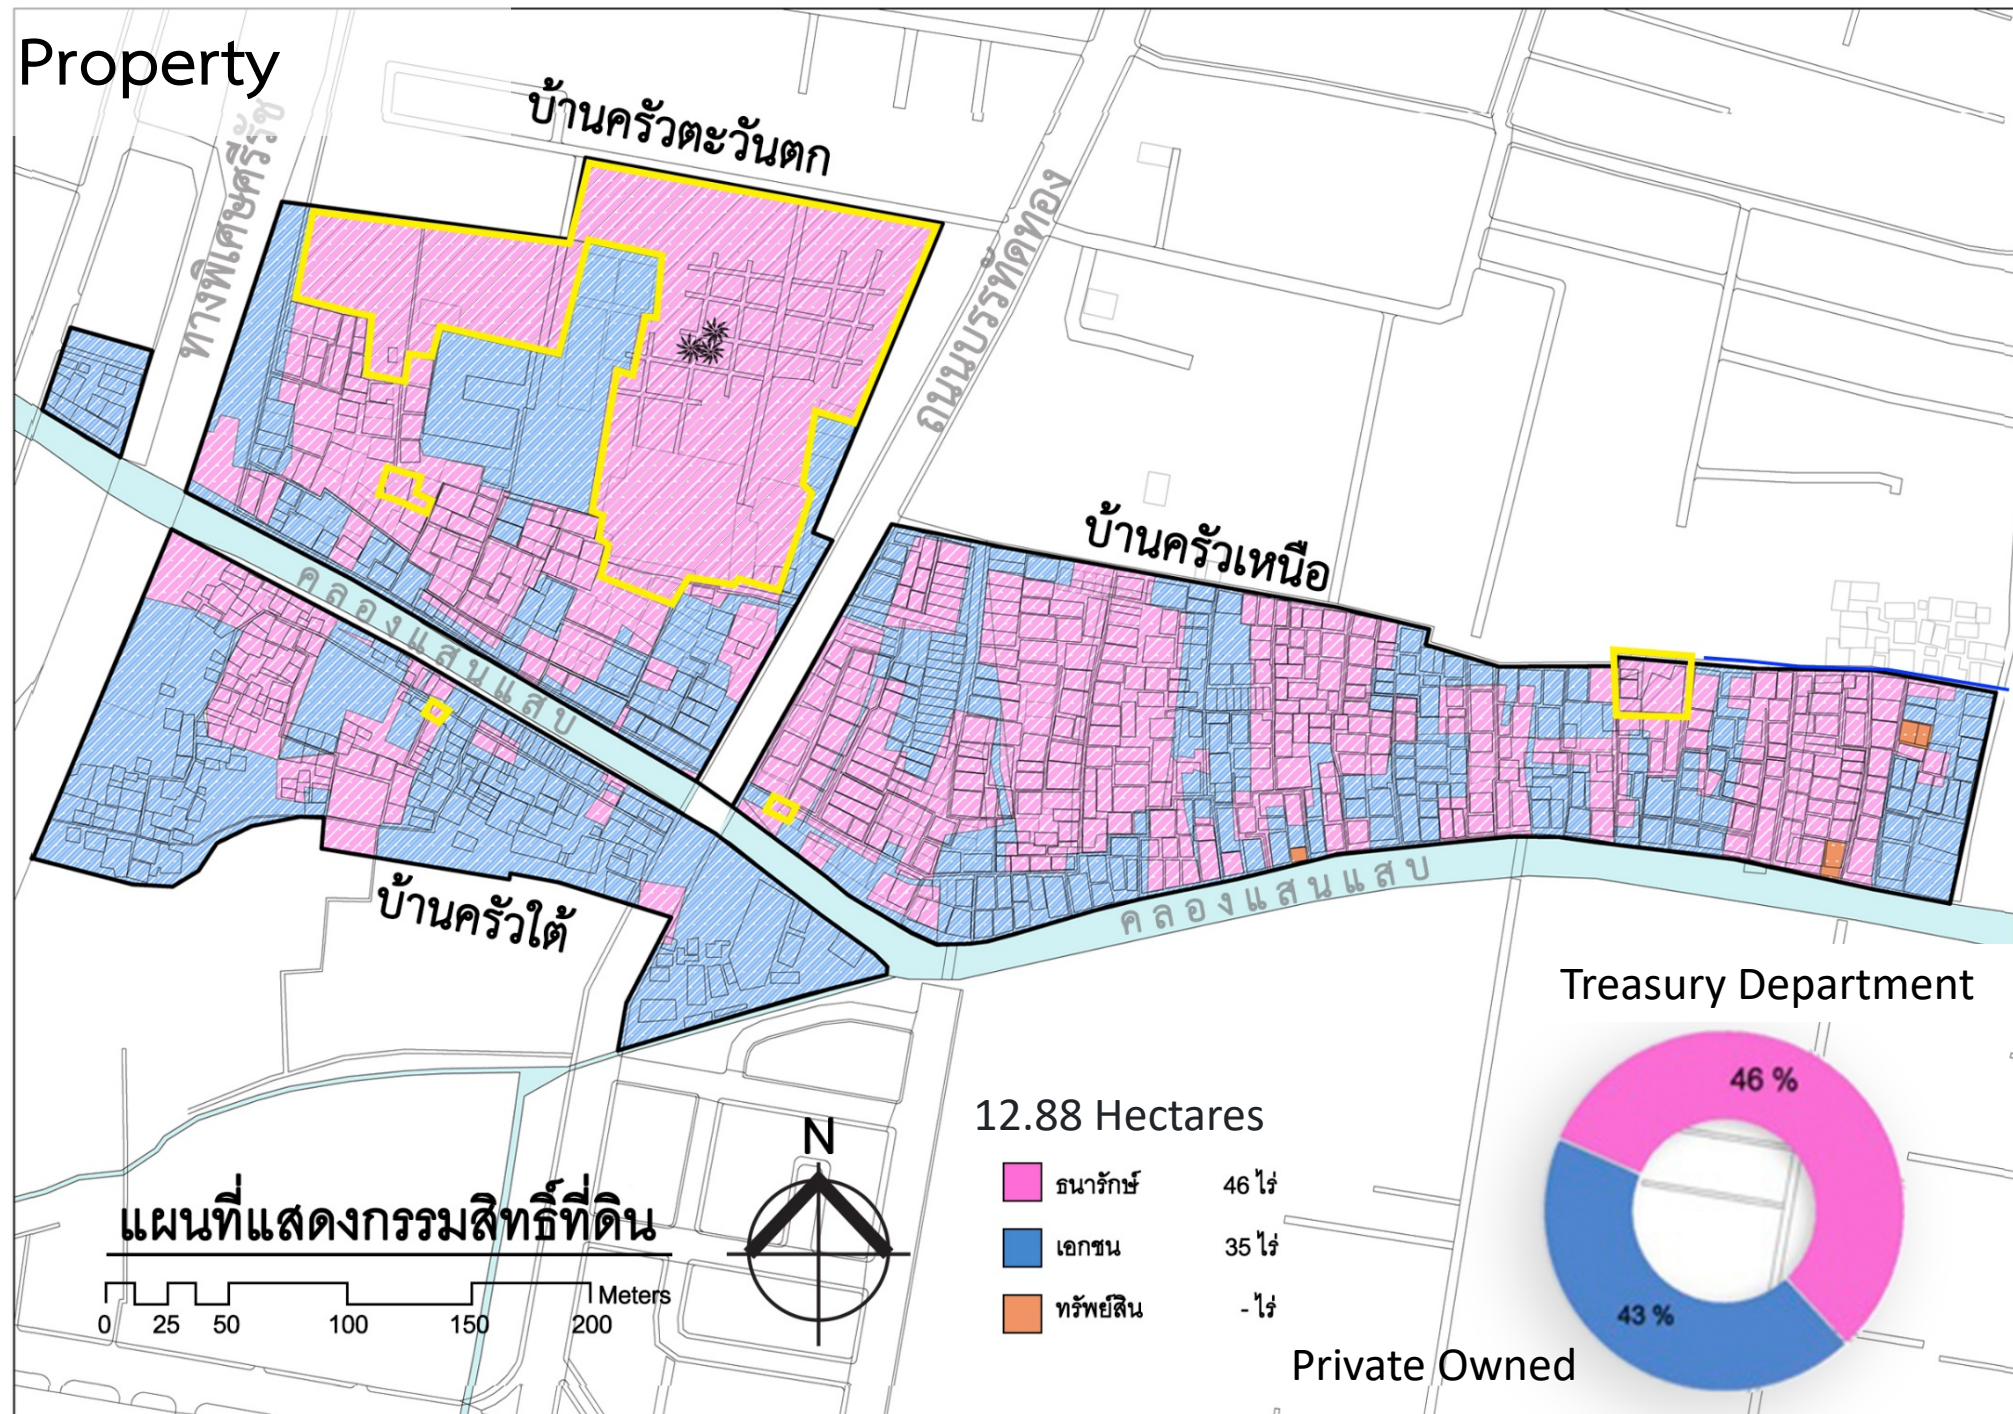 Property
บ้านครัวตะวันตก
ทางพิเศษศรีรัช
ถนนบรรทัดทอง
บ้านครัวเหนือ
คลองแสนแสบ
คลองแสนแสบ
บ้านครัวใต้
Treasury Department
46 %
43 %
Private Owned
12.88 Hectares
ธนารักษ์ 46 ไร่
เอกชน 35 ไร่
ทรัพย์สิน - ไร่
N
แผนที่แสดงกรรมสิทธิ์ที่ดิน
Meters
0 25 50 100 150 200